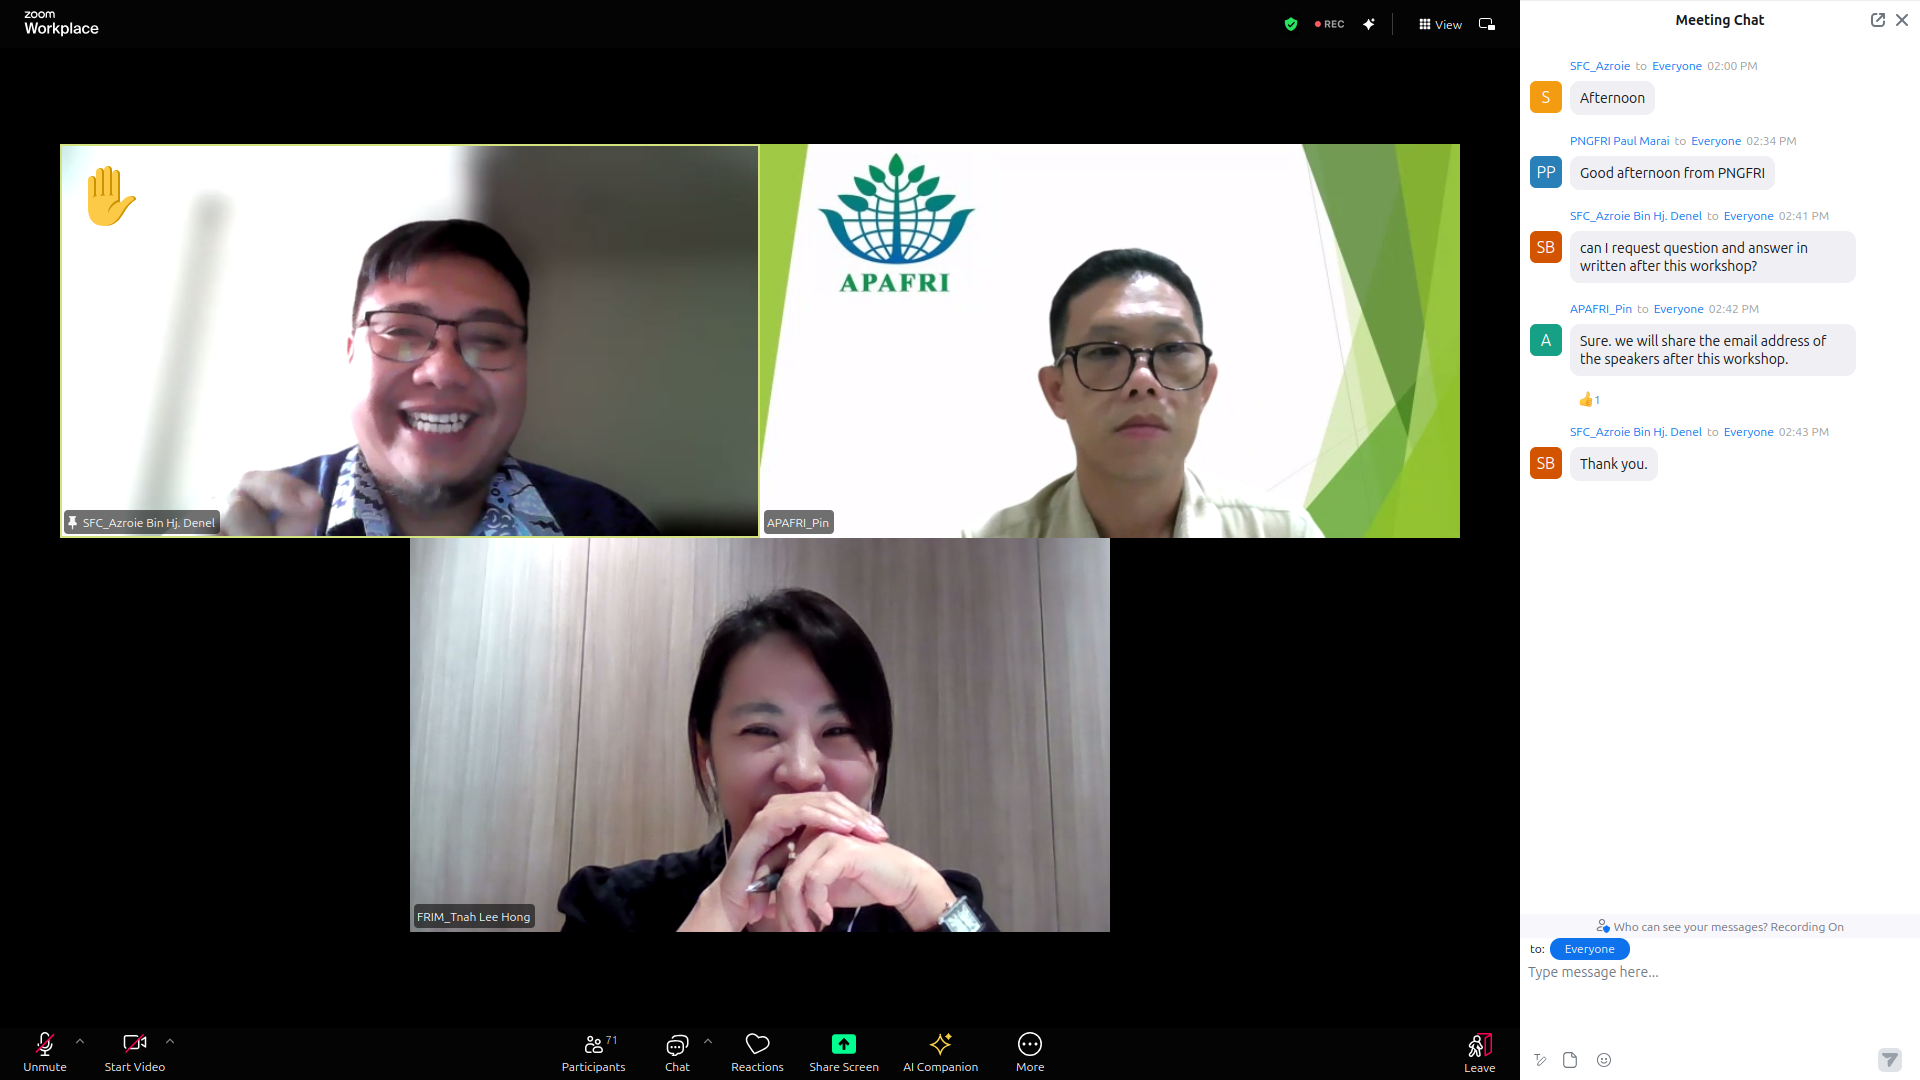 zoom
Workplace
REC
View
APAFRI
SFC_Azroie Bin Hj. Denel
APAFRI_Pin
FRIM_Tnah Lee Hong
Unmute
Start Video
71
Participants
Chat
Reactions
Share Screen
AI Companion
More
Leave
Meeting Chat
SFC_Azroie to Everyone 02:00 PM
S
Afternoon
PNGFRI Paul Marai to Everyone 02:34 PM
PP
Good afternoon from PNGFRI
SFC_Azroie Bin Hj. Denel to Everyone 02:41 PM
SB
can I request question and answer in
written after this workshop?
APAFRI_Pin to Everyone 02:42 PM
A
Sure. we will share the email address of
the speakers after this workshop.
1
SFC_Azroie Bin Hj. Denel to Everyone 02:43 PM
SB
Thank you.
Who can see your messages? Recording On
to: Everyone
Type message here...